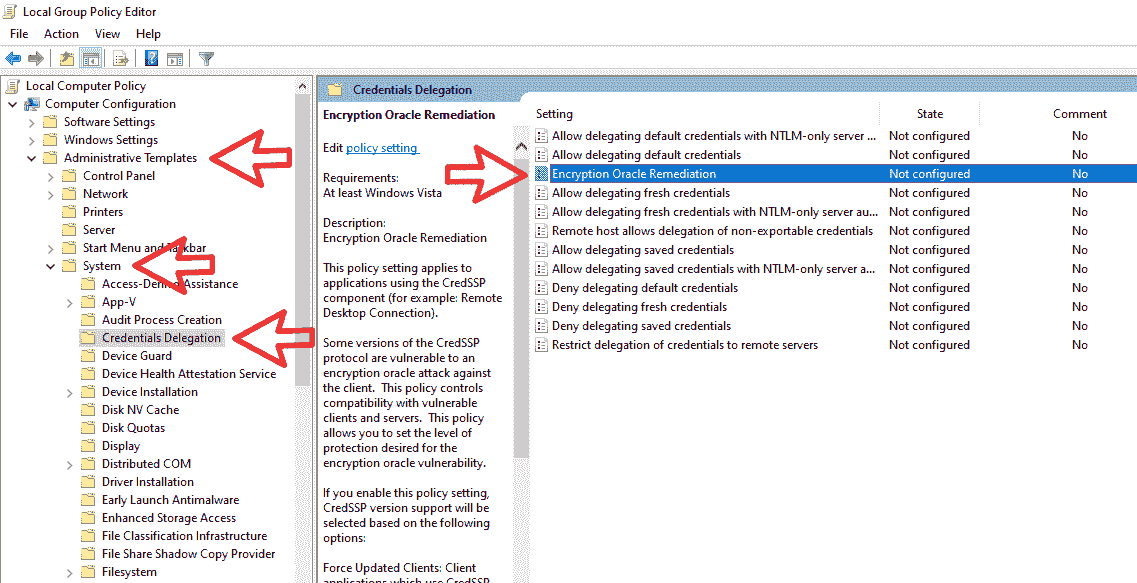 Local Group Policy Editor
File Action View Help
Local Computer Policy
Computer Configuration
Software Settings
Windows Settings
Administrative Templates
Control Panel
Network
Printers
Server
Start Menu and Taskbar
System
Access-Denied Assistance
App-V
Audit Process Creation
Credentials Delegation
Device Guard
Device Health Attestation Service
Device Installation
Disk NV Cache
Disk Quotas
Display
Distributed COM
Driver Installation
Early Launch Antimalware
Enhanced Storage Access
File Classification Infrastructure
File Share Shadow Copy Provider
Filesystem
Credentials Delegation
Encryption Oracle Remediation
Edit policy setting
Requirements:
At least Windows Vista
Description:
Encryption Oracle Remediation
This policy setting applies to
applications using the CredSSP
component (for example: Remote
Desktop Connection).
Some versions of the CredSSP
protocol are vulnerable to an
encryption oracle attack against
the client. This policy controls
compatibility with vulnerable
clients and servers. This policy
allows you to set the level of
protection desired for the
encryption oracle vulnerability.
If you enable this policy setting,
CredSSP version support will be
selected based on the following
options:
Force Updated Clients: Client
applications which use CredSSP
Setting State Comment
Allow delegating default credentials with NTLM-only server ... Not configured No
Allow delegating default credentials Not configured No
Encryption Oracle Remediation Not configured No
Allow delegating fresh credentials Not configured No
Allow delegating fresh credentials with NTLM-only server au... Not configured No
Remote host allows delegation of non-exportable credentials Not configured No
Allow delegating saved credentials Not configured No
Allow delegating saved credentials with NTLM-only server a... Not configured No
Deny delegating default credentials Not configured No
Deny delegating fresh credentials Not configured No
Deny delegating saved credentials Not configured No
Restrict delegation of credentials to remote servers Not configured No